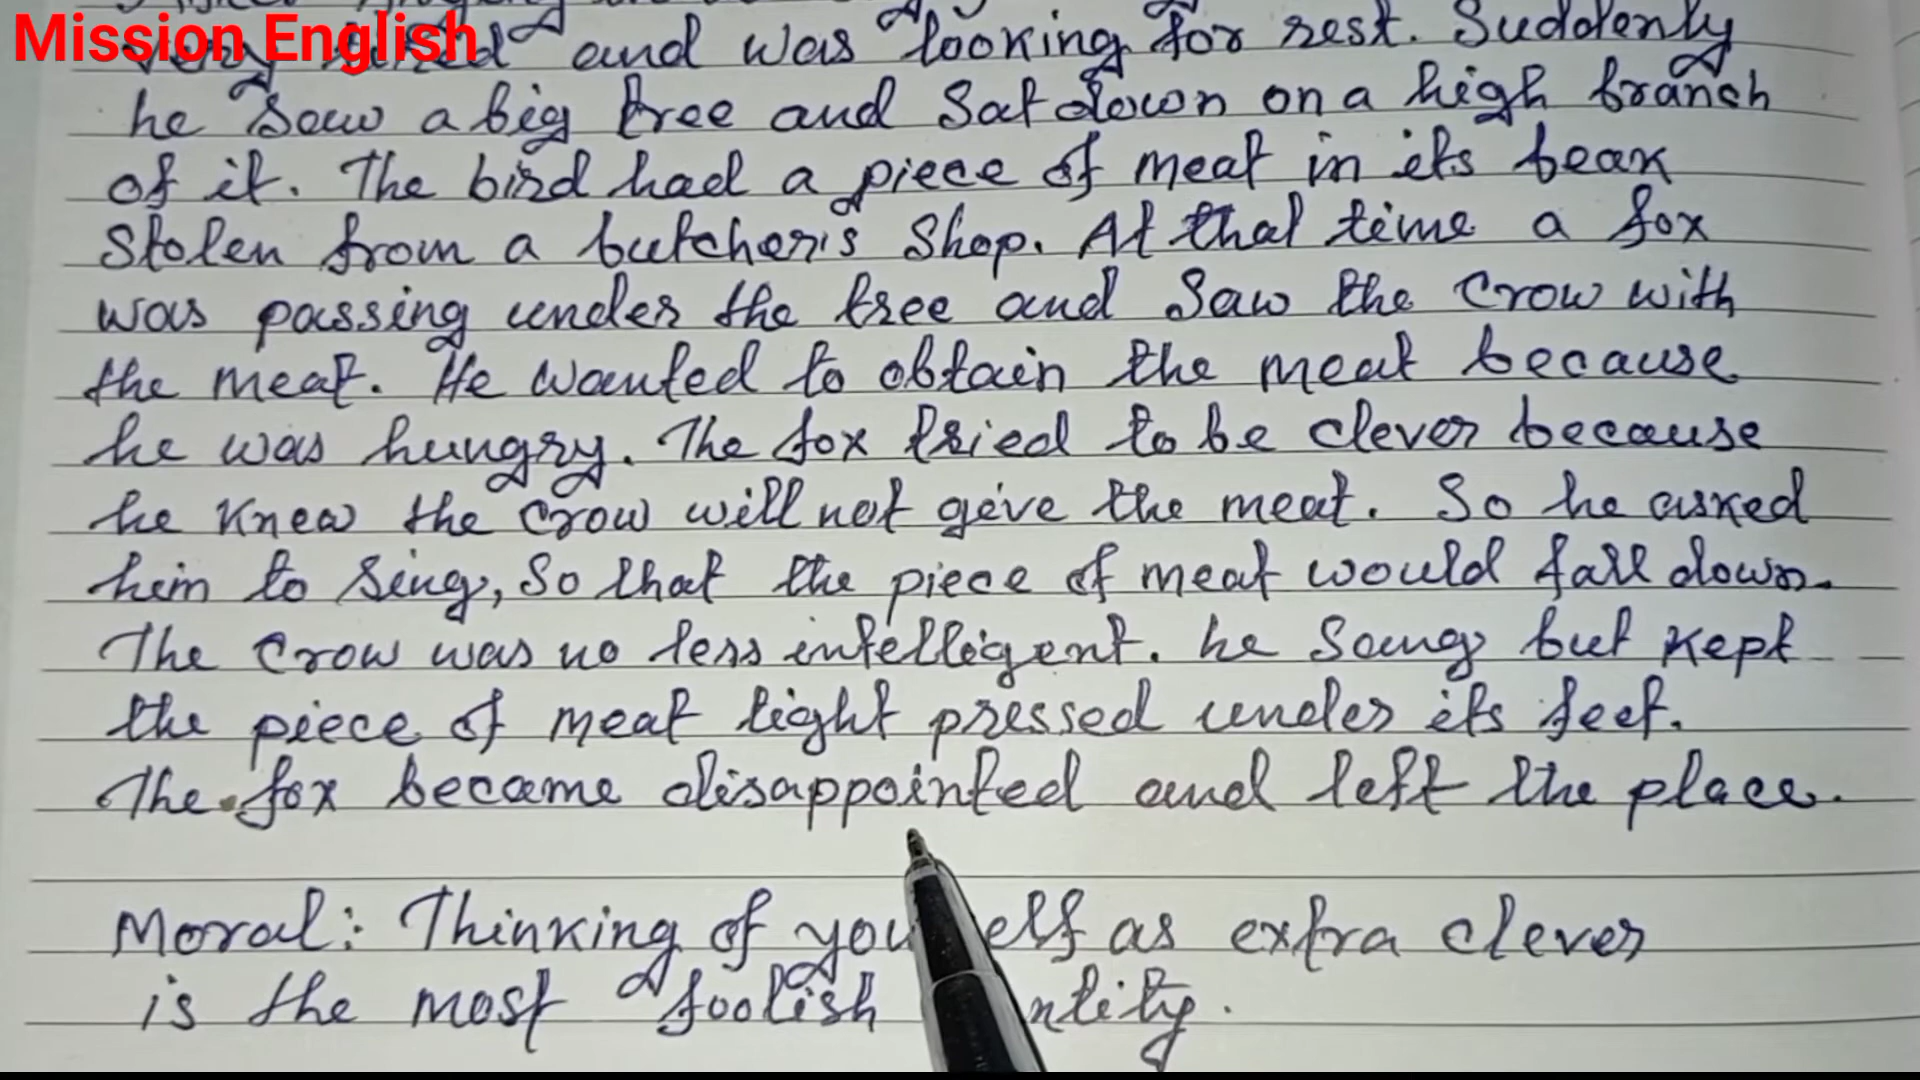 Mission English
and was looking for rest. Suddenly
he saw a big tree and sat down on a high branch
of it. The bird had a piece of meat in its beak
stolen from a butcher's shop. At that time a fox
was passing under the tree and saw the crow with
the meat. He wanted to obtain the meat because
he was hungry. The fox tried to be clever because
he knew the crow will not give the meat. So he asked
him to sing, so that the piece of meat would fall down.
The crow was no less intelligent. he sang but kept
the piece of meat tight pressed under its feet.
The fox became disappointed and left the place.
Moral: Thinking of as extra clever
is the most foolish